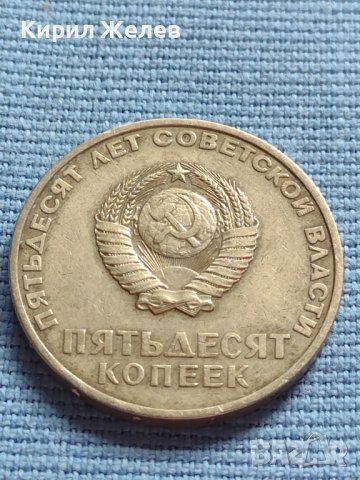 Кирил Желев
ПЯТЬДЕСЯТ ЛЕТ СОВЕТСКОЙ ВЛАСТИ
ПЯТЬДЕСЯТ
КОПЕЕК